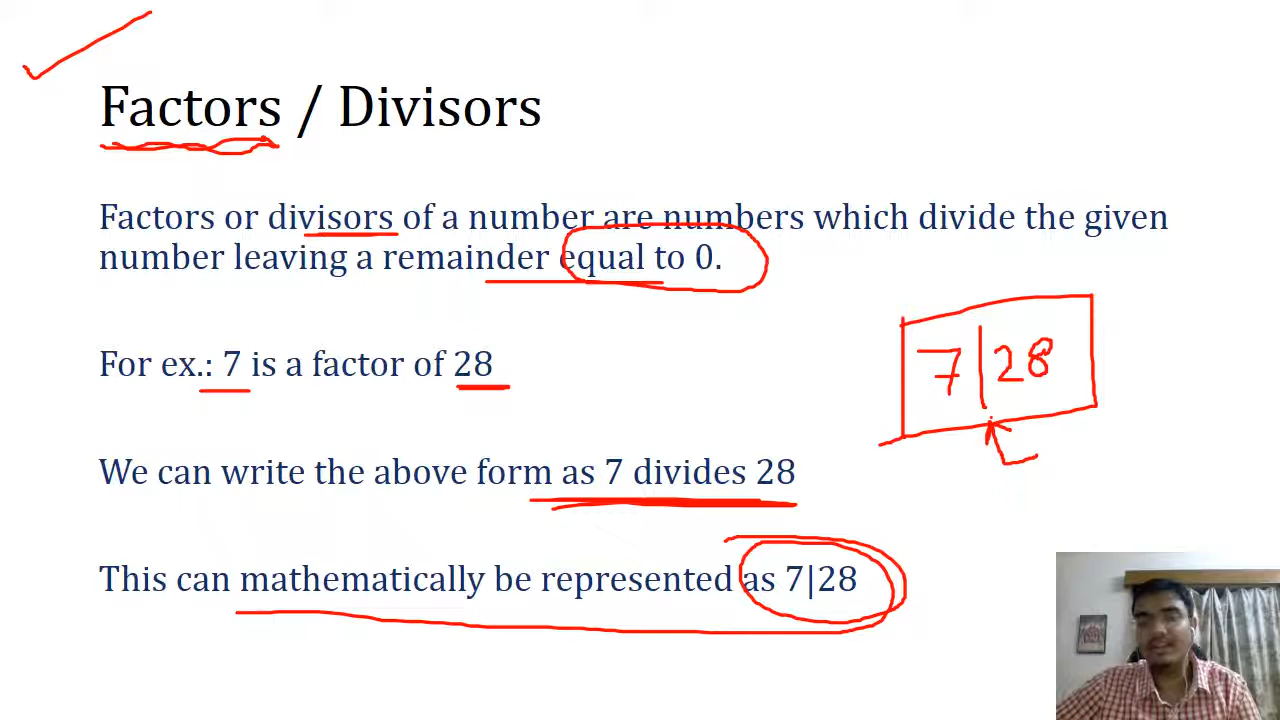 Factors / Divisors
Factors or divisors of a number are numbers which divide the given
number leaving a remainder equal to 0.
For ex.: 7 is a factor of 28
7|28
We can write the above form as 7 divides 28
This can mathematically be represented as 7|28